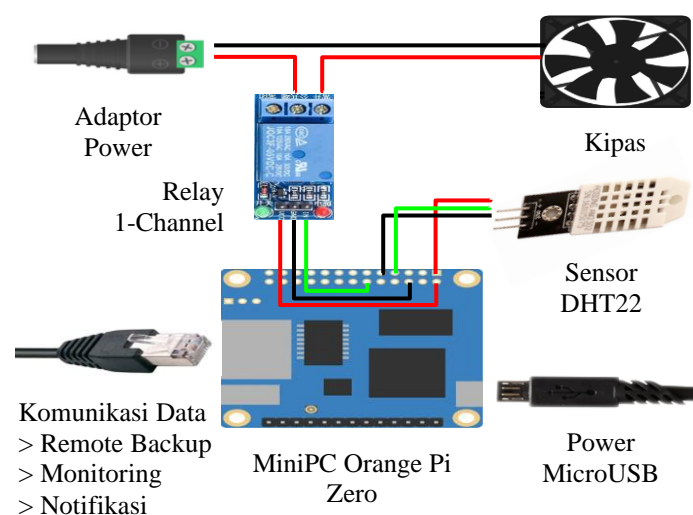 Adaptor
Power
Kipas
Relay
1-Channel
Sensor
DHT22
Komunikasi Data
> Remote Backup
> Monitoring
> Notifikasi
MiniPC Orange Pi
Zero
Power
MicroUSB